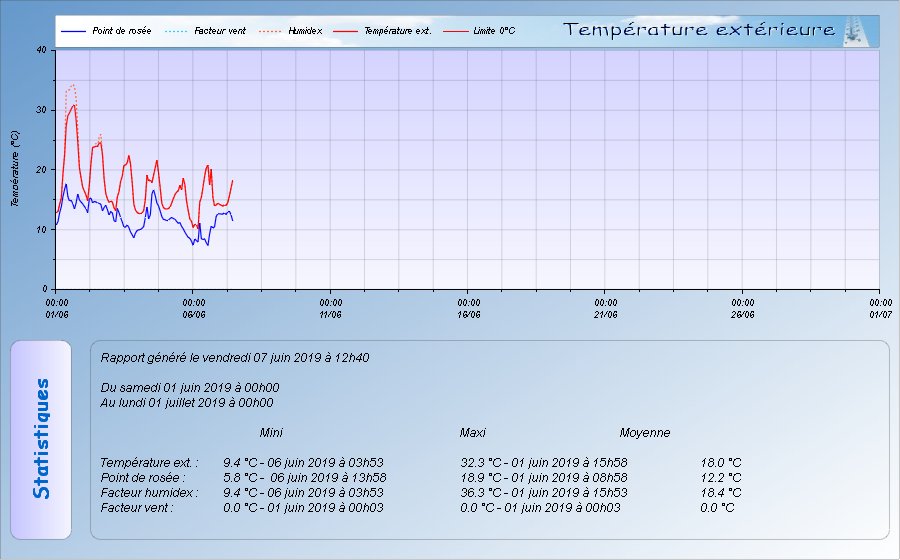 Point de rosée Facteur vent Humidex Température ext. Limite 0°C Température extérieure
40
30
20
10
0
Température (°C)
00:00 00:00 00:00 00:00 00:00 00:00 00:00
01/06 06/06 11/06 16/06 21/06 26/06 01/07
Statistiques
Rapport généré le vendredi 07 juin 2019 à 12h40
Du samedi 01 juin 2019 à 00h00
Au lundi 01 juillet 2019 à 00h00
Mini Maxi Moyenne
Température ext. : 9.4 °C - 06 juin 2019 à 03h53 32.3 °C - 01 juin 2019 à 15h58 18.0 °C
Point de rosée : 5.8 °C - 06 juin 2019 à 13h58 18.9 °C - 01 juin 2019 à 08h58 12.2 °C
Facteur humidex : 9.4 °C - 06 juin 2019 à 03h53 36.3 °C - 01 juin 2019 à 15h53 18.4 °C
Facteur vent : 0.0 °C - 01 juin 2019 à 00h03 0.0 °C - 01 juin 2019 à 00h03 0.0 °C